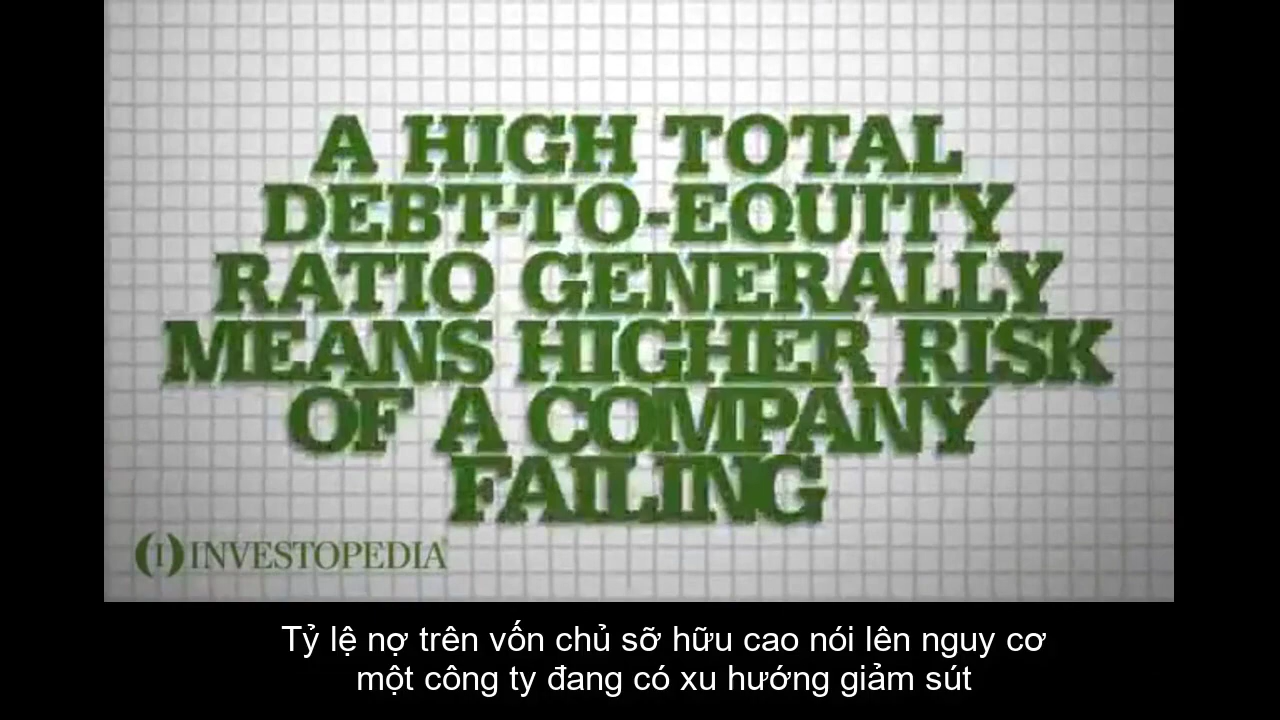 A HIGH TOTAL
DEBT-TO-EQUITY
RATIO GENERALLY
MEANS HIGHER RISK
OF A COMPANY
FAILING
(I) INVESTOPEDIA
Tỷ lệ nợ trên vốn chủ sỡ hữu cao nói lên nguy cơ
một công ty đang có xu hướng giảm sút